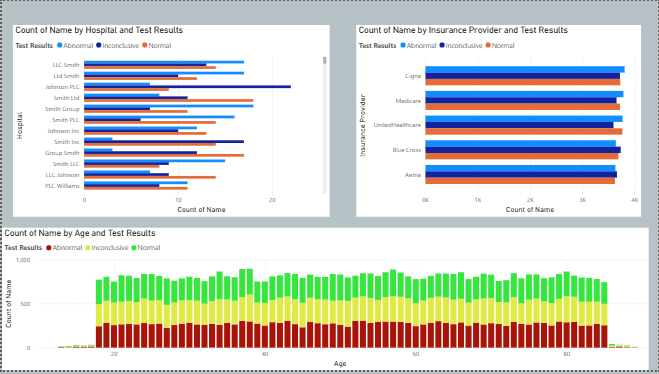 Count of Name by Hospital and Test Results
Test Results Abnormal Inconclusive Normal
Hospital
LLC Smith
Ltd Smith
Johnson PLC
Smith Ltd
Smith Group
Smith PLC
Johnson Inc
Smith Inc
Group Smith
Smith LLC
LLC Johnson
PLC Williams
0 10 20
Count of Name
Count of Name by Insurance Provider and Test Results
Test Results Abnormal Inconclusive Normal
Insurance Provider
Cigna
Medicare
UnitedHealthcare
Blue Cross
Aetna
0K 1K 2K 3K 4K
Count of Name
Count of Name by Age and Test Results
Test Results Abnormal Inconclusive Normal
Count of Name
1,000
500
0
20 40 60 80
Age